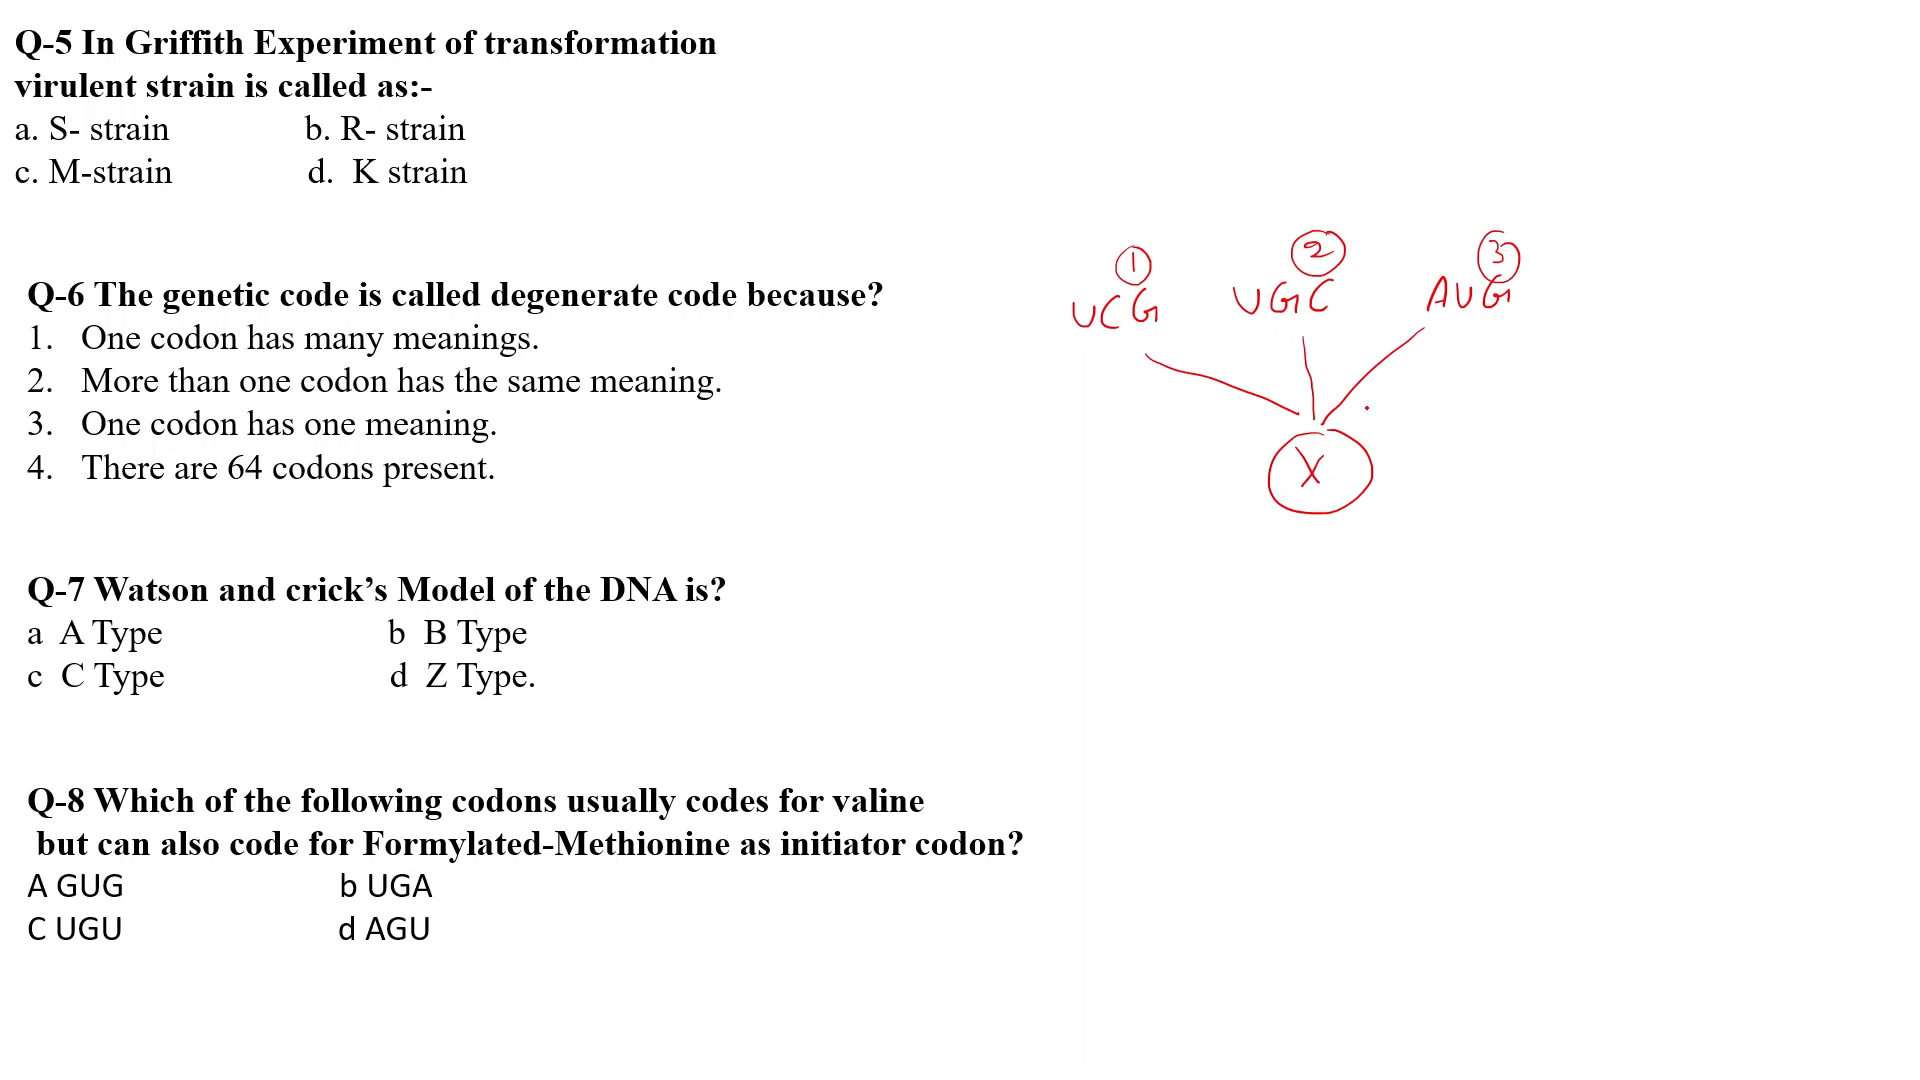 Q-5 In Griffith Experiment of transformation
virulent strain is called as:-
a. S- strain b. R- strain
c. M-strain d. K strain
Q-6 The genetic code is called degenerate code because?
1. One codon has many meanings.
2. More than one codon has the same meaning.
3. One codon has one meaning.
4. There are 64 codons present.
1 2 3
UCG UGC AUG
X
Q-7 Watson and crick’s Model of the DNA is?
a A Type b B Type
c C Type d Z Type.
Q-8 Which of the following codons usually codes for valine
but can also code for Formylated-Methionine as initiator codon?
A GUG b UGA
C UGU d AGU